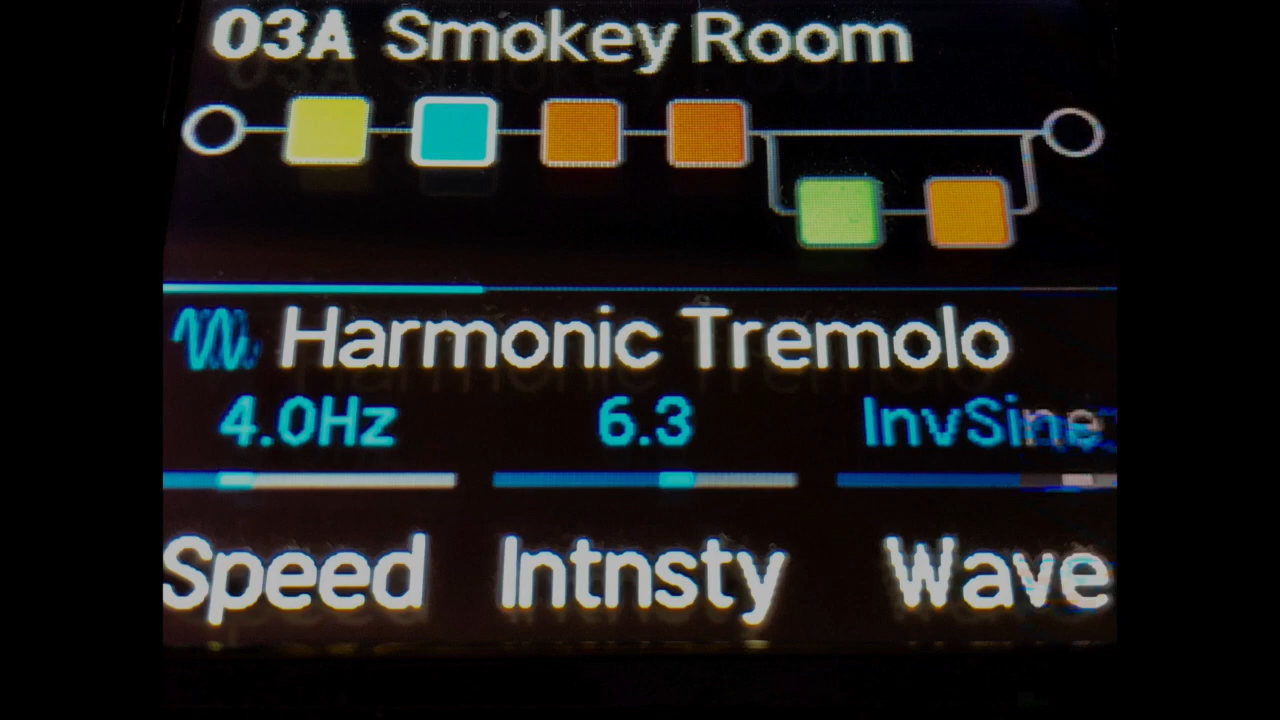 03A Smokey Room
Harmonic Tremolo
4.0Hz 6.3 InvSine
Speed Intnsty Wave